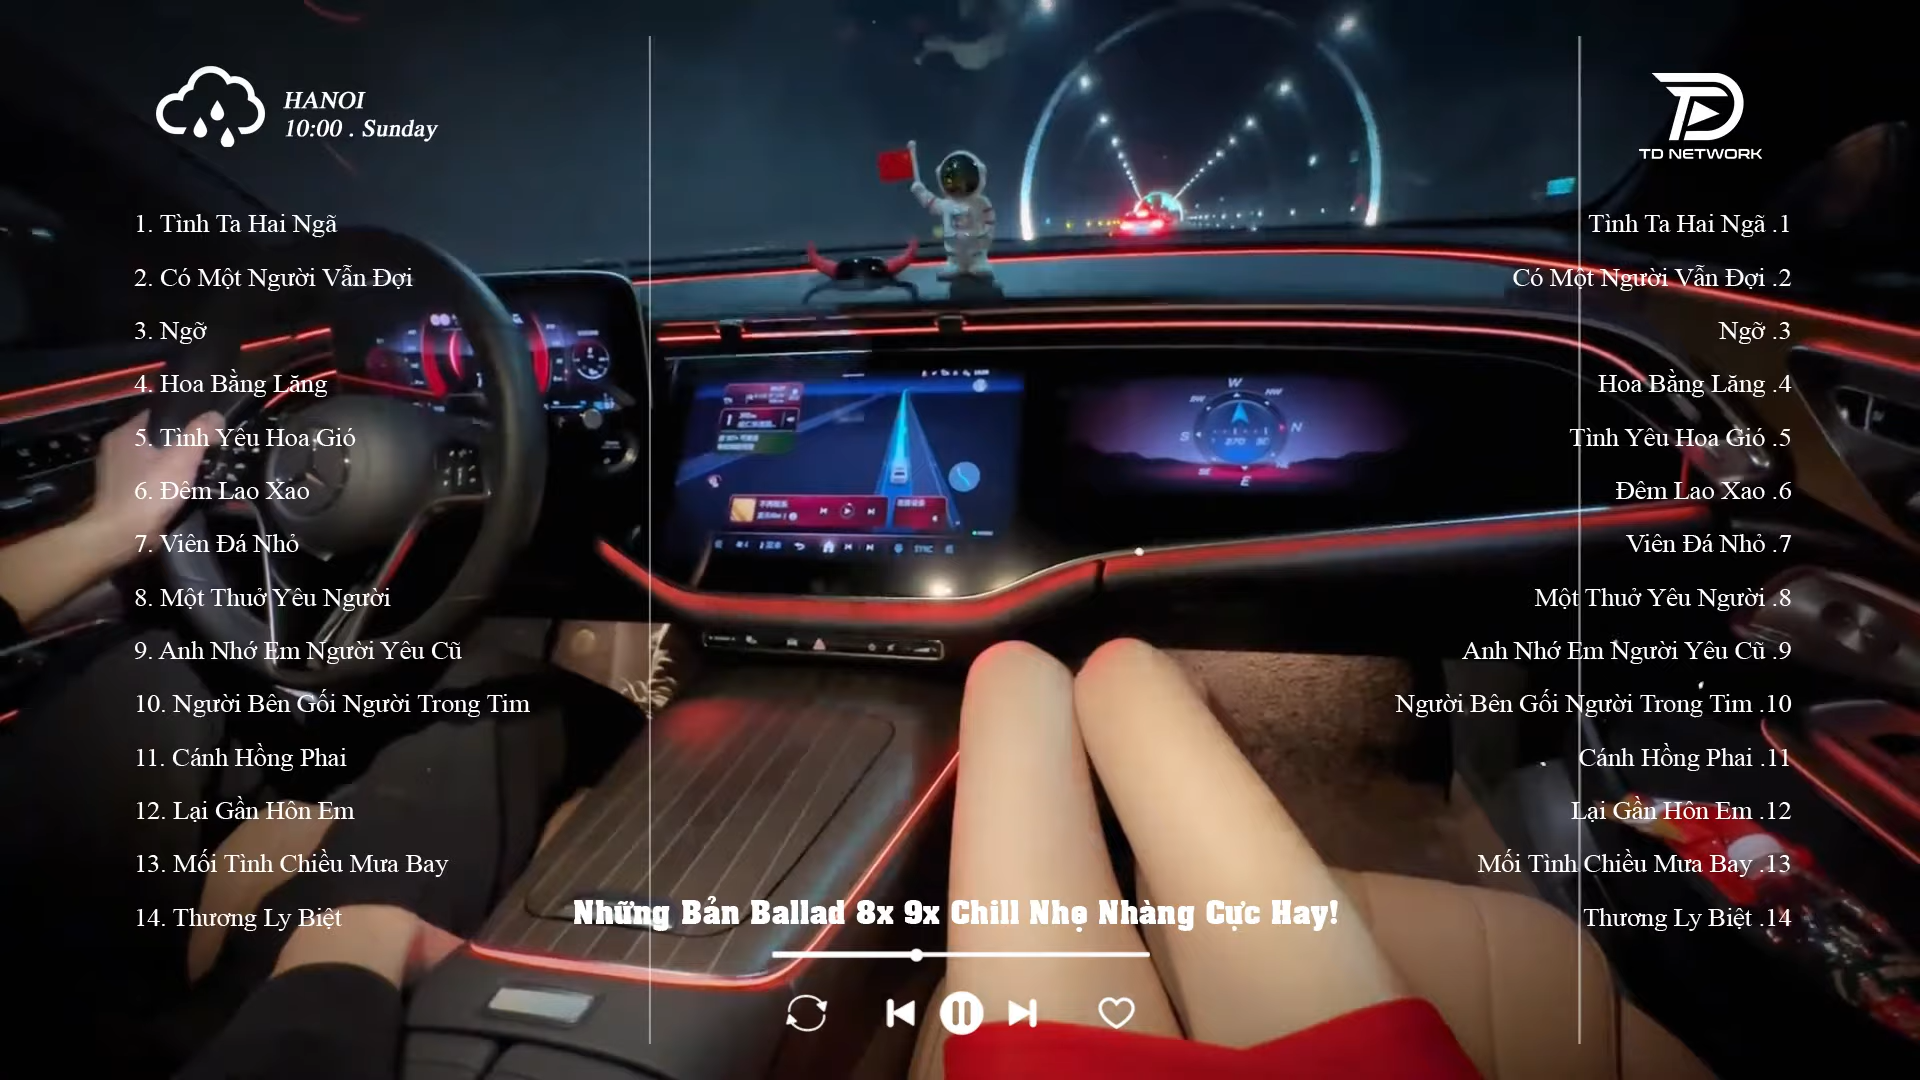 HANOI
10:00 . Sunday
TD NETWORK
1. Tình Ta Hai Ngã
2. Có Một Người Vẫn Đợi
3. Ngỡ
4. Hoa Bằng Lăng
5. Tình Yêu Hoa Gió
6. Đêm Lao Xao
7. Viên Đá Nhỏ
8. Một Thuở Yêu Người
9. Anh Nhớ Em Người Yêu Cũ
10. Người Bên Gối Người Trong Tim
11. Cánh Hồng Phai
12. Lại Gần Hôn Em
13. Mối Tình Chiều Mưa Bay
14. Thương Ly Biệt
W
NW
N
E
SE
S
SW
SYNC
Tình Ta Hai Ngã .1
Có Một Người Vẫn Đợi .2
Ngỡ .3
Hoa Bằng Lăng .4
Tình Yêu Hoa Gió .5
Đêm Lao Xao .6
Viên Đá Nhỏ .7
Một Thuở Yêu Người .8
Anh Nhớ Em Người Yêu Cũ .9
Người Bên Gối Người Trong Tim .10
Cánh Hồng Phai .11
Lại Gần Hôn Em .12
Mối Tình Chiều Mưa Bay .13
Thương Ly Biệt .14
Những Bản Ballad 8x 9x Chill Nhẹ Nhàng Cực Hay!